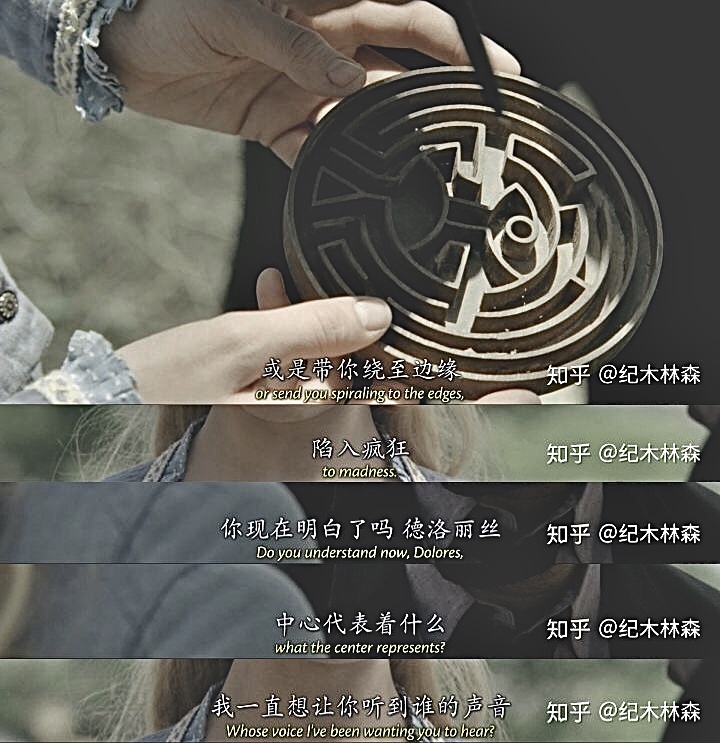 或是带你绕至边缘
知乎 @纪木林森
or send you spiraling to the edges,
陷入疯狂
知乎 @纪木林森
to madness.
你现在明白了吗 德洛丽丝
知乎 @纪木林森
Do you understand now, Dolores,
中心代表着什么
知乎 @纪木林森
what the center represents?
我一直想让你听到谁的声音
知乎 @纪木林森
Whose voice I've been wanting you to hear?